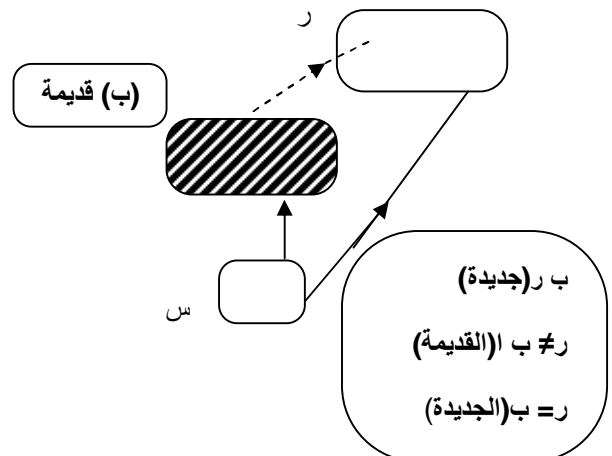 ر
(ب) قديمة
س
ب ر(جديدة)
ر≠ ب ا(القديمة)
ر= ب(الجديدة)